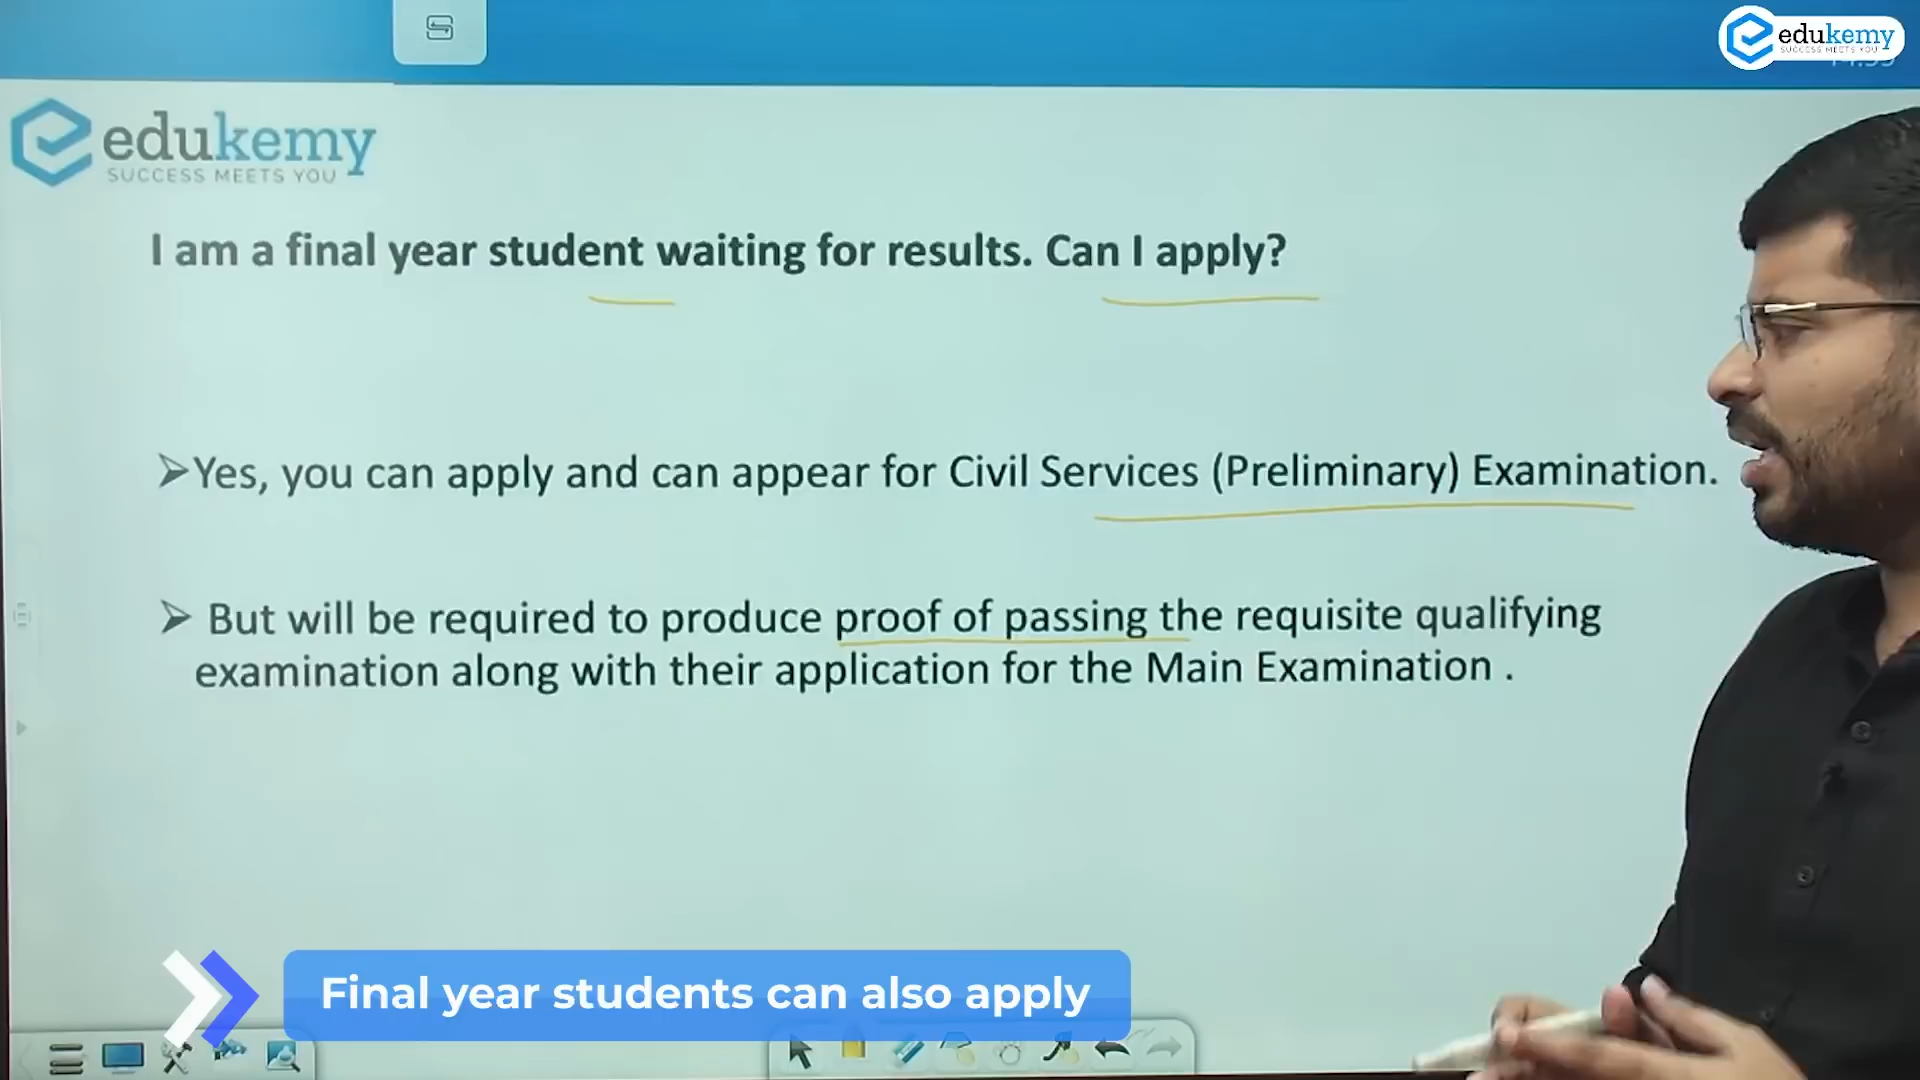 edukemy
SUCCESS MEETS YOU
edukemy
SUCCESS MEETS YOU
I am a final year student waiting for results. Can I apply?
➤Yes, you can apply and can appear for Civil Services (Preliminary) Examination.
➤ But will be required to produce proof of passing the requisite qualifying
examination along with their application for the Main Examination .
Final year students can also apply